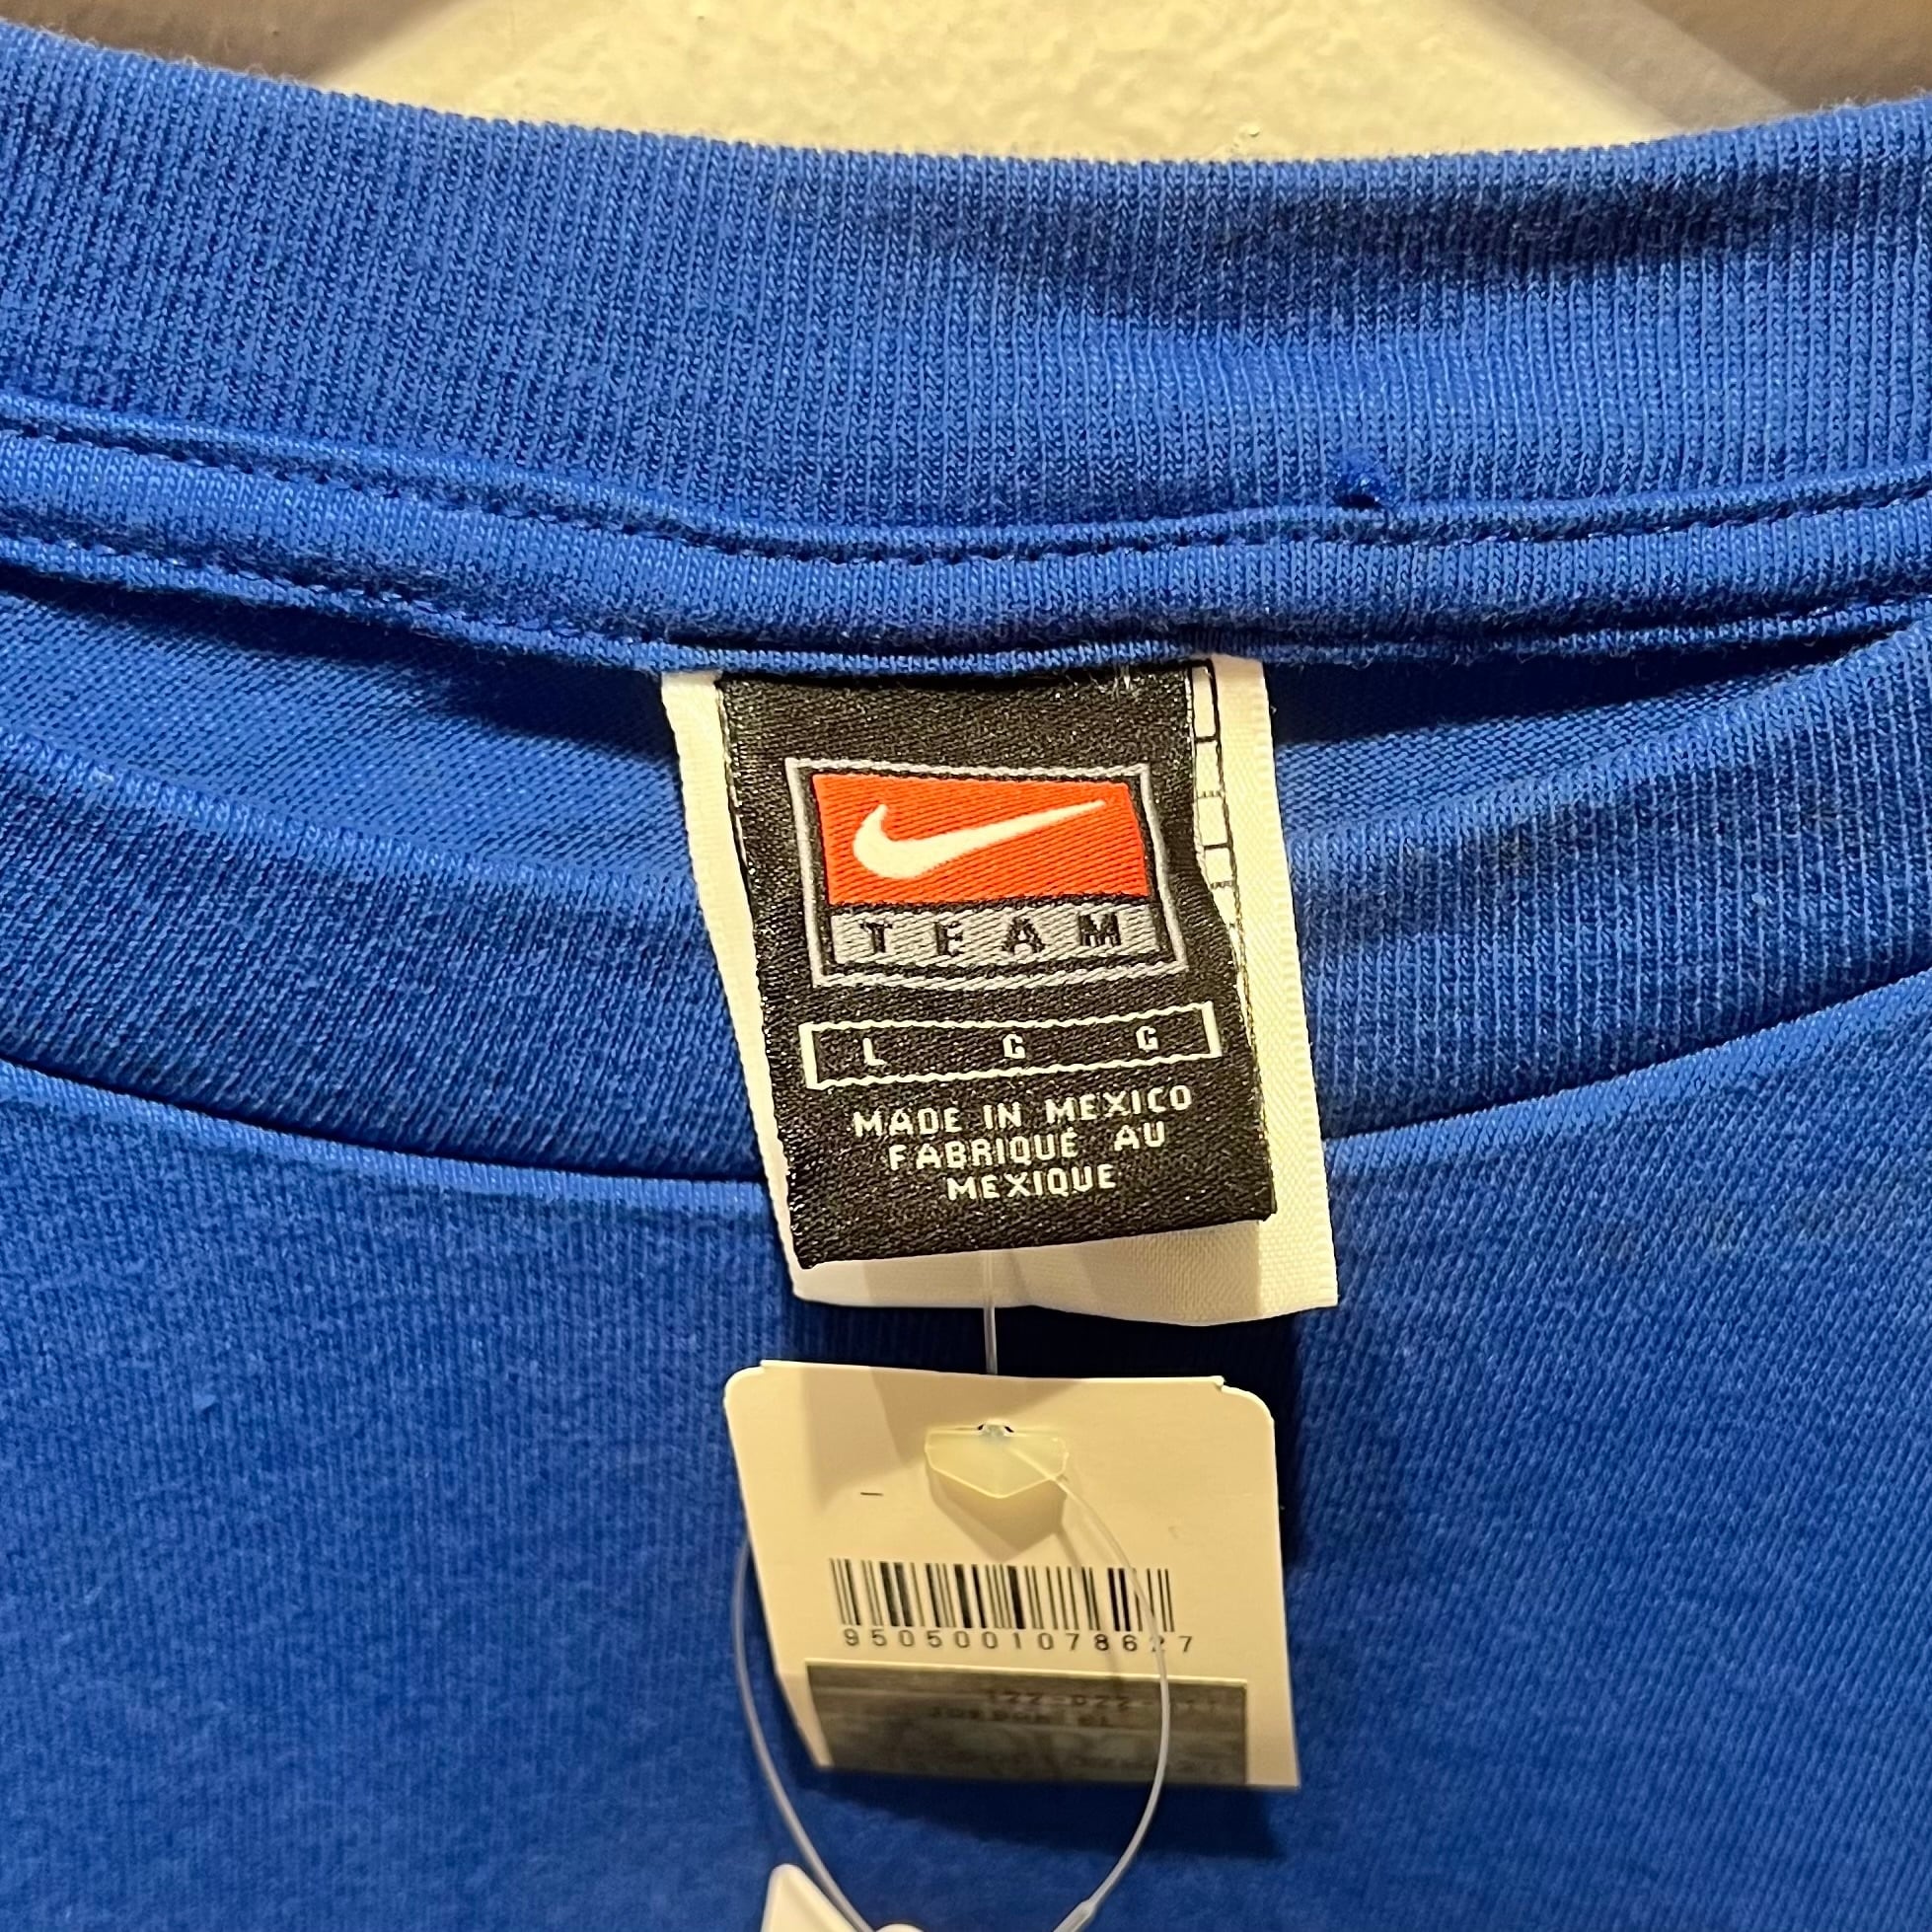 TEAM
L G G
MADE IN MEXICO
FABRIQUÉ AU
MEXIQUE
9505001078627